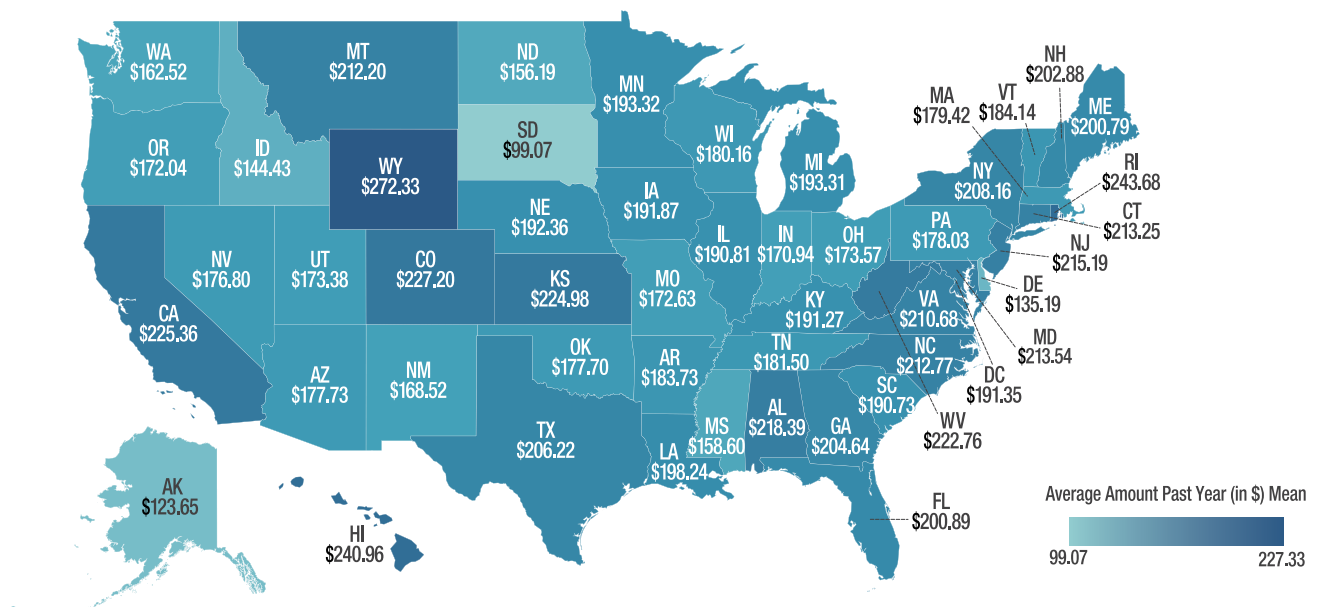 WA
$162.52
MT
$212.20
ND
$156.19
MN
$193.32
OR
$172.04
ID
$144.43
WY
$272.33
SD
$99.07
WI
$180.16
MI
$193.31
NH
$202.88
MA
$179.42
VT
$184.14
ME
$200.79
NY
$208.16
RI
$243.68
CT
$213.25
NJ
$215.19
PA
$178.03
DE
$135.19
MD
$213.54
DC
$191.35
WV
$222.76
NV
$176.80
UT
$173.38
CO
$227.20
NE
$192.36
IA
$191.87
IL
$190.81
IN
$170.94
OH
$173.57
KS
$224.98
MO
$172.63
KY
$191.27
VA
$210.68
CA
$225.36
AZ
$177.73
NM
$168.52
OK
$177.70
AR
$183.73
TN
$181.50
NC
$212.77
SC
$190.73
TX
$206.22
LA
$198.24
MS
$158.60
AL
$218.39
GA
$204.64
FL
$200.89
AK
$123.65
HI
$240.96
Average Amount Past Year (in $) Mean
99.07
227.33